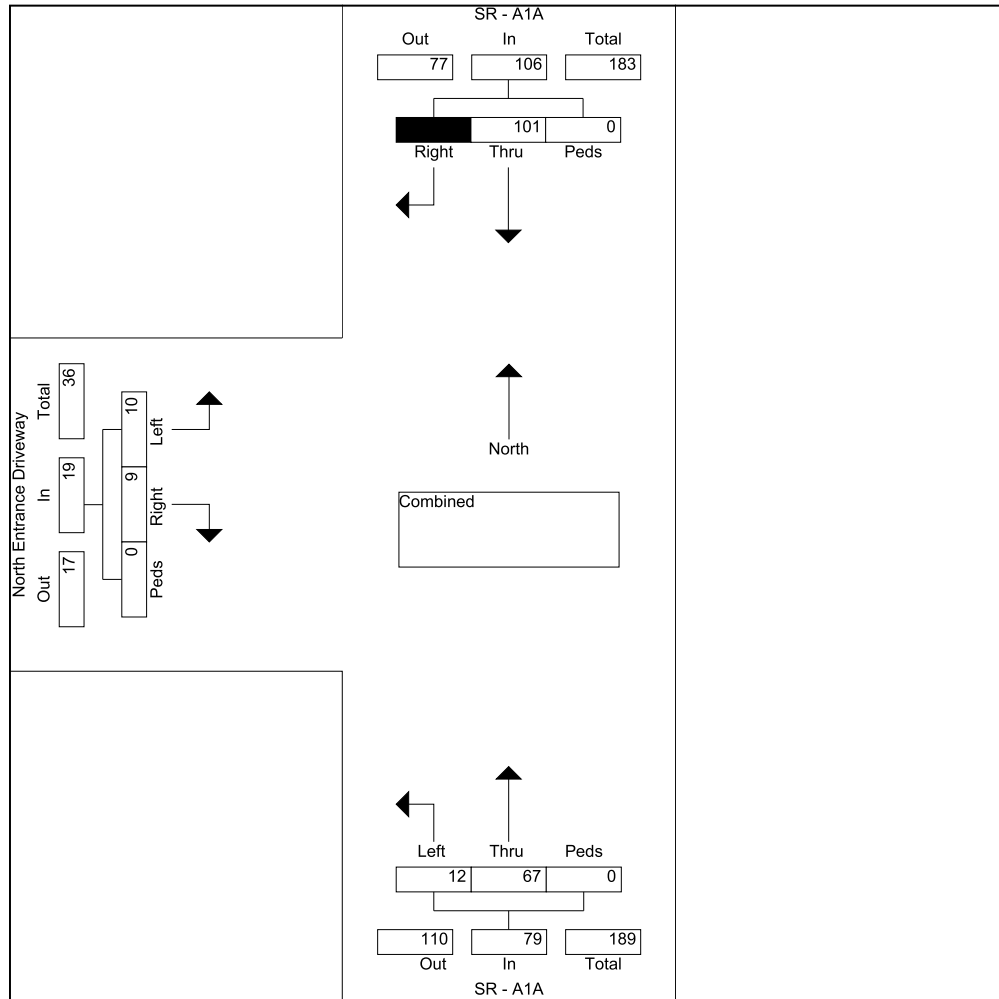 SR - A1A
Out In Total
77 106 183
101 0
Right Thru Peds
North Entrance Driveway
Total In Out
36 19 17
10 9 0
Left Right Peds
North
Combined
Left Thru Peds
12 67 0
110 79 189
Out In Total
SR - A1A